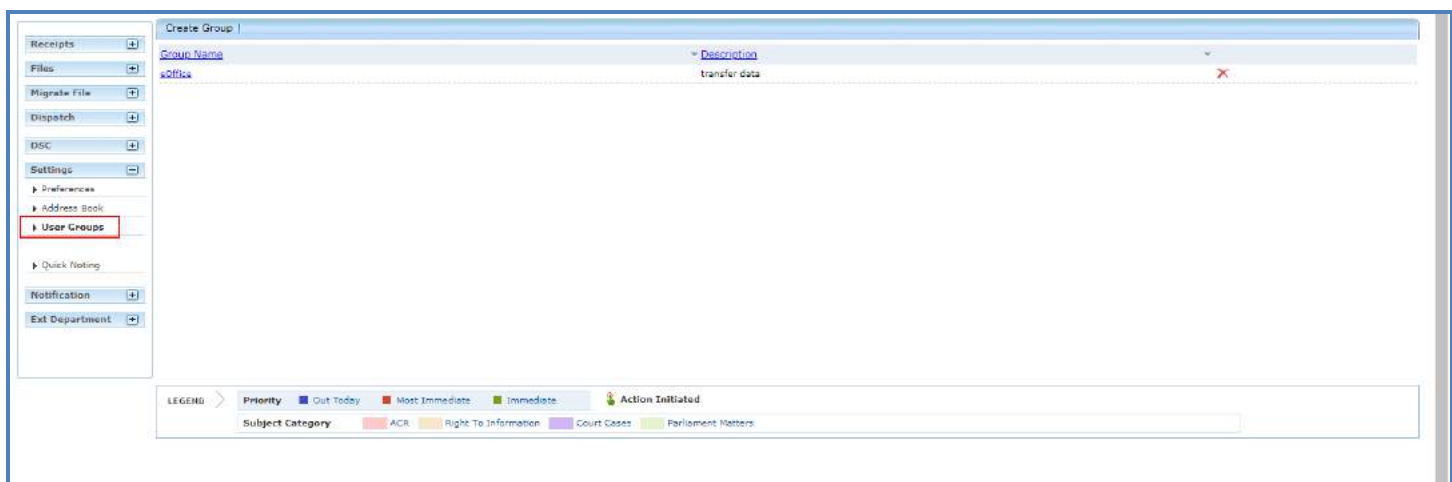 Create Group |
Receipts
Files
Migrate File
Dispatch
DSC
Settings
Preferences
Address Book
User Groups
Quick Noting
Notification
Ext Department
Group Name Description
eOffice transfer data
LEGEND Priority Out Today Most Immediate Immediate Action Initiated
Subject Category ACR Right To Information Court Cases Parliament Matters